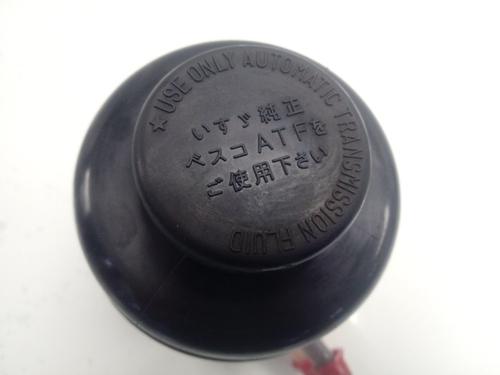 ★ USE ONLY AUTOMATIC TRANSMISSION FLUID
いすゞ純正
ベスコATFを
ご使用下さい